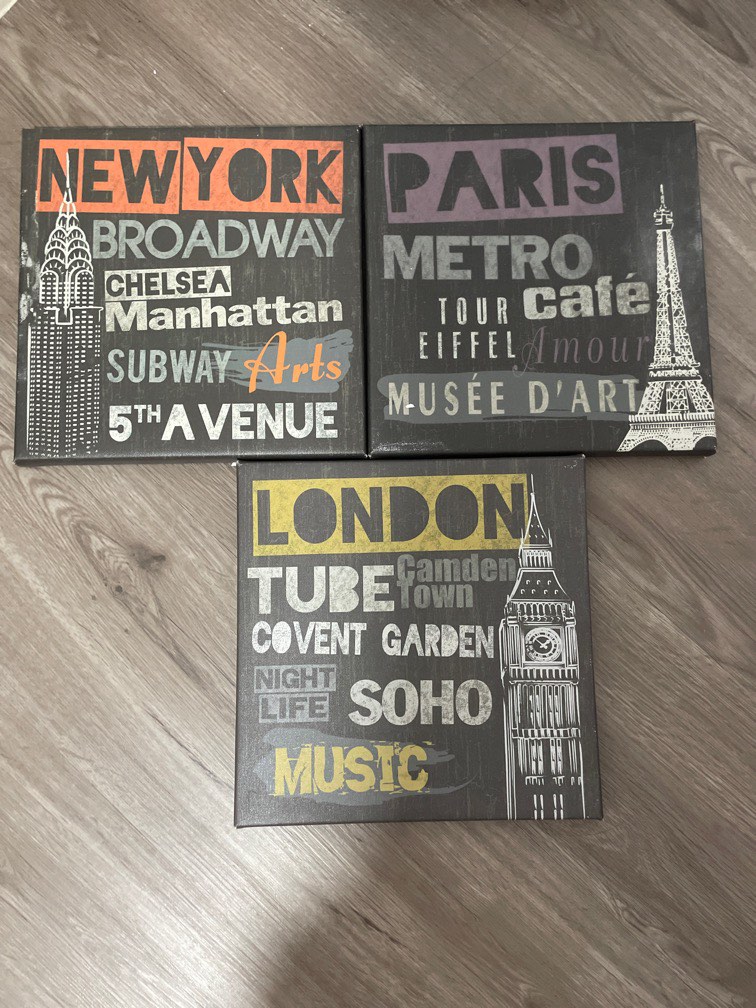 NEW YORK
BROADWAY
CHELSEA
Manhattan
SUBWAY Arts
5TH AVENUE
PARIS
METRO
TOUR café
EIFFEL Amour
MUSÉE D'ART
LONDON
TUBE Camden Town
COVENT GARDEN
NIGHT LIFE SOHO
MUSIC